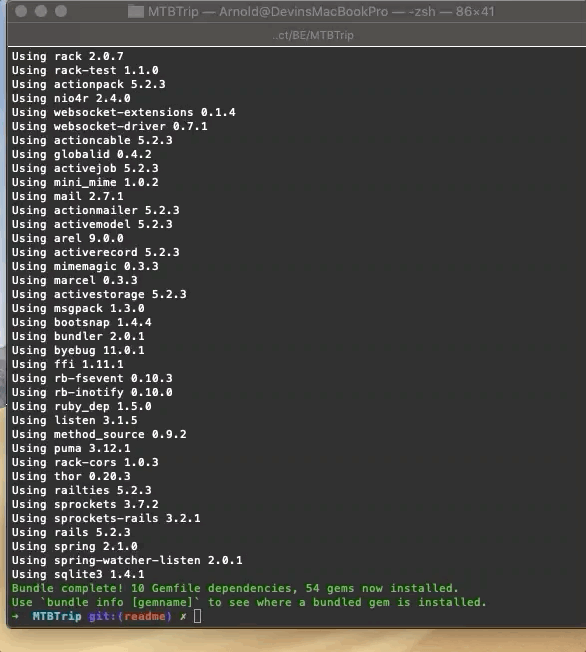 MTBTrip — Arnold@DevinsMacBookPro — -zsh — 86×41
..ct/BE/MTBTrip
Using rack 2.0.7
Using rack-test 1.1.0
Using actionpack 5.2.3
Using nio4r 2.4.0
Using websocket-extensions 0.1.4
Using websocket-driver 0.7.1
Using actioncable 5.2.3
Using globalid 0.4.2
Using activejob 5.2.3
Using mini_mime 1.0.2
Using mail 2.7.1
Using actionmailer 5.2.3
Using activemodel 5.2.3
Using arel 9.0.0
Using activerecord 5.2.3
Using mimemagic 0.3.3
Using marcel 0.3.3
Using activestorage 5.2.3
Using msgpack 1.3.0
Using bootsnap 1.4.4
Using bundler 2.0.1
Using byebug 11.0.1
Using ffi 1.11.1
Using rb-fsevent 0.10.3
Using rb-inotify 0.10.0
Using ruby_dep 1.5.0
Using listen 3.1.5
Using method_source 0.9.2
Using puma 3.12.1
Using rack-cors 1.0.3
Using thor 0.20.3
Using railties 5.2.3
Using sprockets 3.7.2
Using sprockets-rails 3.2.1
Using rails 5.2.3
Using spring 2.1.0
Using spring-watcher-listen 2.0.1
Using sqlite3 1.4.1
Bundle complete! 10 Gemfile dependencies, 54 gems now installed.
Use `bundle info [gemname]` to see where a bundled gem is installed.
→ MTBTrip git:(readme) ✗